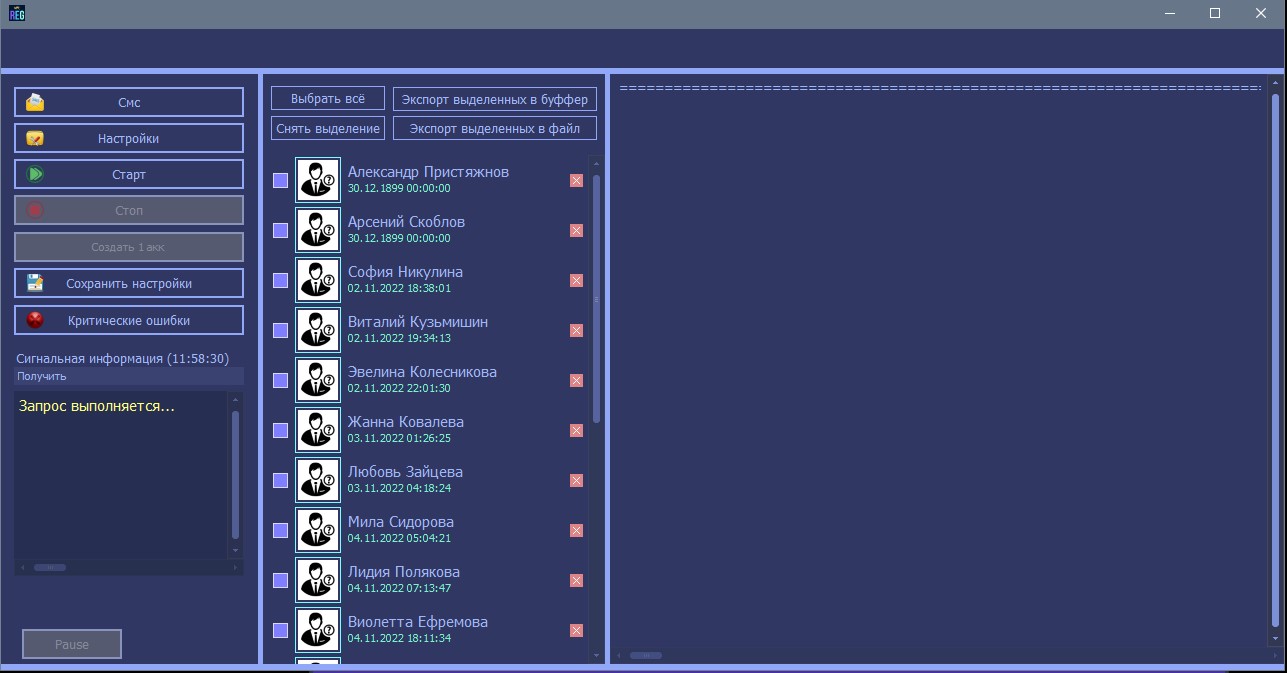 REG
Смс
Настройки
Старт
Стоп
Создать 1 акк
Сохранить настройки
Критические ошибки
Сигнальная информация (11:58:30)
Получить
Запрос выполняется...
Pause
Выбрать всё
Экспорт выделенных в буффер
Снять выделение
Экспорт выделенных в файл
Александр Пристяжнов
30.12.1899 00:00:00
Арсений Скоблов
30.12.1899 00:00:00
София Никулина
02.11.2022 18:38:01
Виталий Кузьмишин
02.11.2022 19:34:13
Эвелина Колесникова
02.11.2022 22:01:30
Жанна Ковалева
03.11.2022 01:26:25
Любовь Зайцева
03.11.2022 04:18:24
Мила Сидорова
04.11.2022 05:04:21
Лидия Полякова
04.11.2022 07:13:47
Виолетта Ефремова
04.11.2022 18:11:34